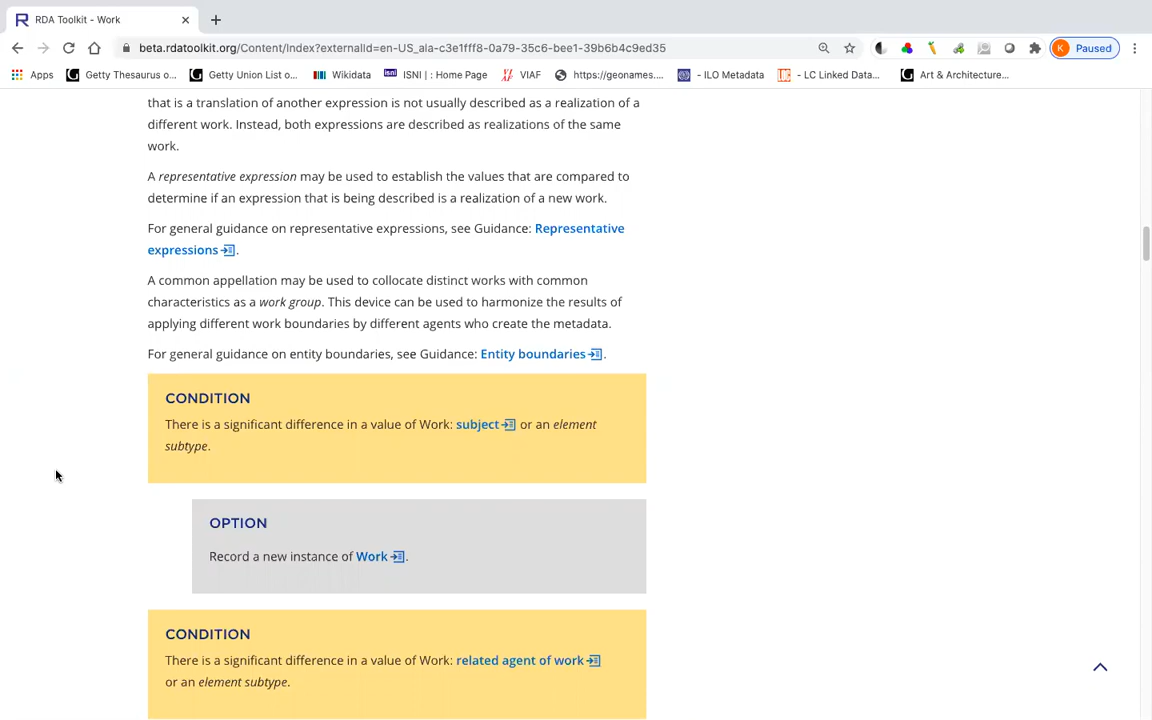 RDA Toolkit - Work
beta.rdatoolkit.org/Content/Index?externalId=en-US_ala-c3e1fff8-0a79-35c6-bee1-39b6b4c9ed35
K Paused
Apps
Getty Thesaurus o...
Getty Union List o...
Wikidata
isni ISNI | : Home Page
VIAF
https://geonames....
- ILO Metadata
- LC Linked Data...
Art & Architecture...
that is a translation of another expression is not usually described as a realization of a
different work. Instead, both expressions are described as realizations of the same
work.
A representative expression may be used to establish the values that are compared to
determine if an expression that is being described is a realization of a new work.
For general guidance on representative expressions, see Guidance: Representative
expressions.
A common appellation may be used to collocate distinct works with common
characteristics as a work group. This device can be used to harmonize the results of
applying different work boundaries by different agents who create the metadata.
For general guidance on entity boundaries, see Guidance: Entity boundaries.
CONDITION
There is a significant difference in a value of Work: subject or an element
subtype.
OPTION
Record a new instance of Work.
CONDITION
There is a significant difference in a value of Work: related agent of work
or an element subtype.